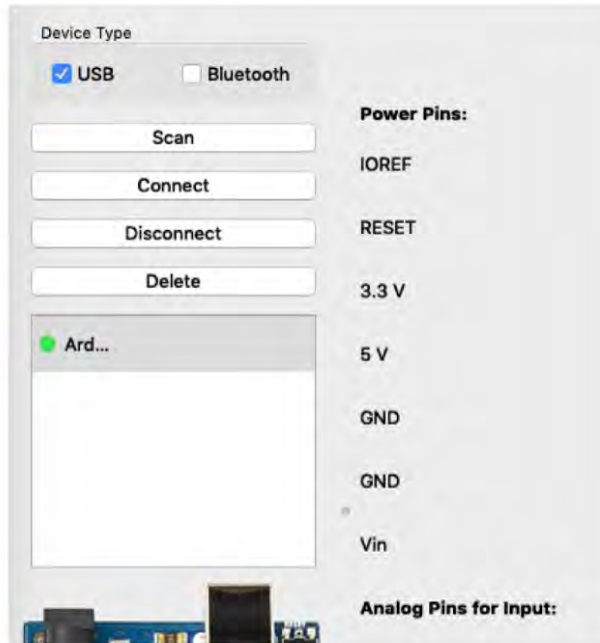 Device Type
USB
Bluetooth
Scan
Connect
Disconnect
Delete
Ard...
Power Pins:
IOREF
RESET
3.3 V
5 V
GND
GND
Vin
Analog Pins for Input: